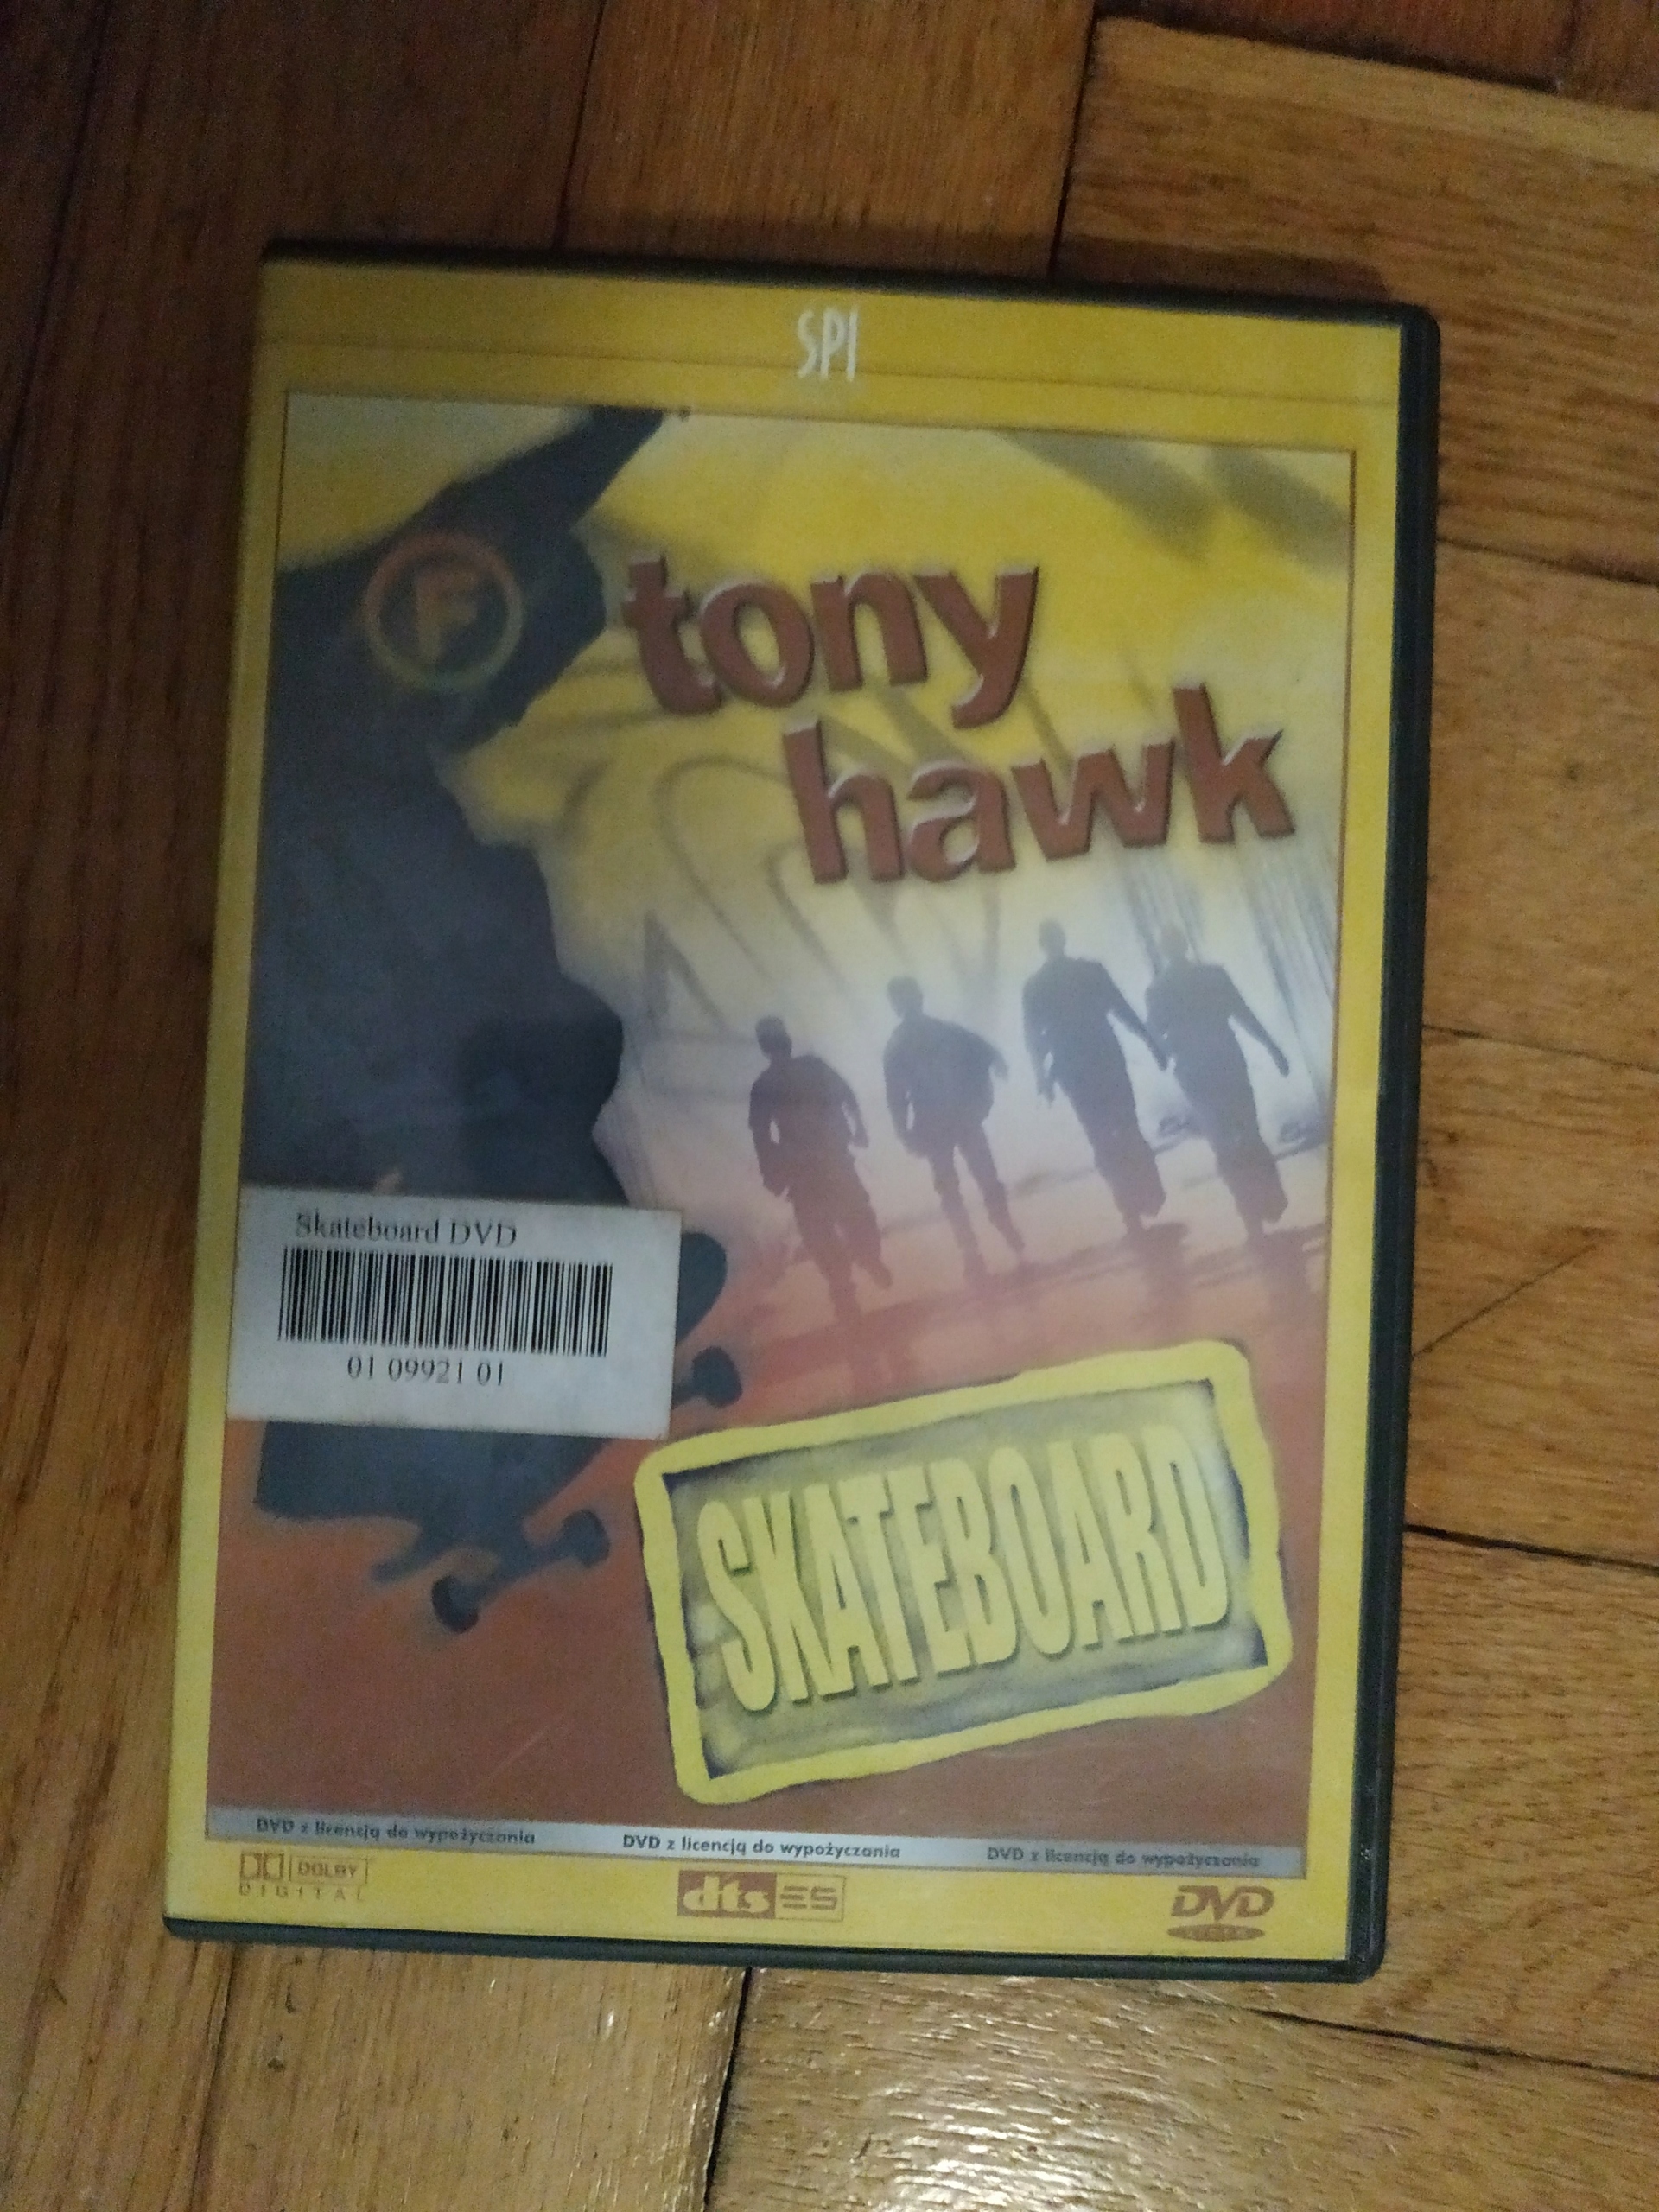 SPI
F
tony
hawk
Skateboard DVD
01 09921 01
SKATEBOARD
DVD z licencją do wypożyczania DVD z licencją do wypożyczania DVD z licencją do wypożyczania
DOLBY
DIGITAL
dts ES
DVD